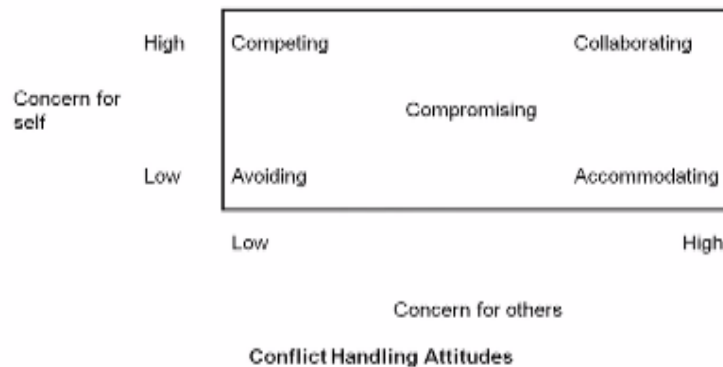 High Competing Collaborating
Concern for
self
Compromising
Low Avoiding Accommodating
Low High
Concern for others
Conflict Handling Attitudes